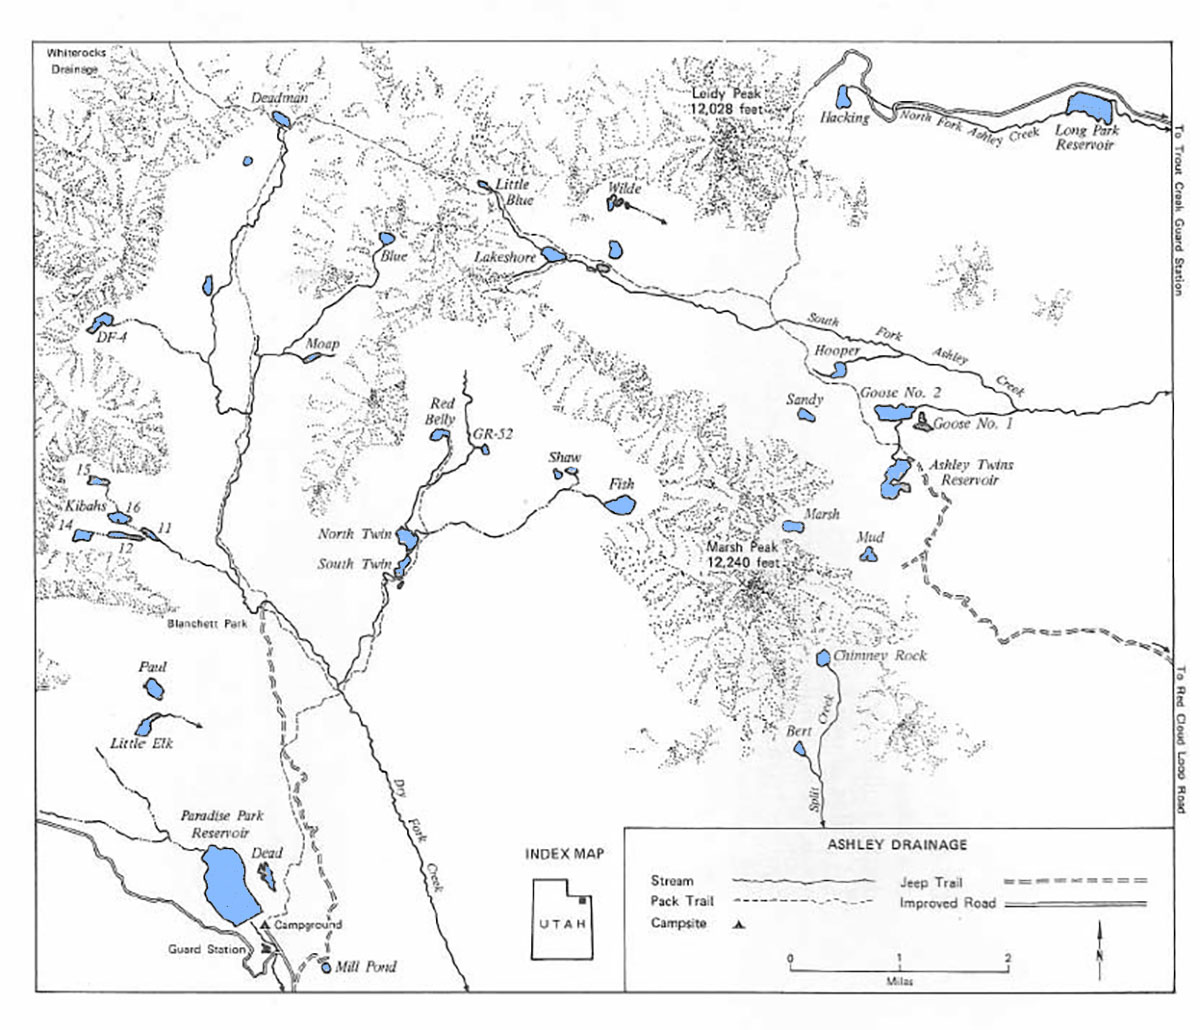 Whiterocks
Drainage
Deadman
Leidy Peak
12,028 feet
Hacking
North Fork Ashley Creek
Long Park
Reservoir
To Trout Creek Guard Station
Little
Blue
Wilde
Blue
Lakeshore
DF-4
Moap
South Fork Ashley Creek
Hooper
Sandy
Goose No. 2
Goose No. 1
Red
Belly
GR-52
Shaw
Fish
Ashley Twins
Reservoir
15
Kibahs
16
14
11
12
North Twin
South Twin
Marsh
Marsh Peak
12,240 feet
Mud
Blanchett Park
Chimney Rock
Paul
Little Elk
Bert
Split Creek
To Red Cloud Loop Road
Dry Fork Creek
Paradise Park
Reservoir
Dead
Campground
Guard Station
Mill Pond
INDEX MAP
UTAH
ASHLEY DRAINAGE
Stream
Jeep Trail
Pack Trail
Improved Road
Campsite
N
0 1 2
Miles